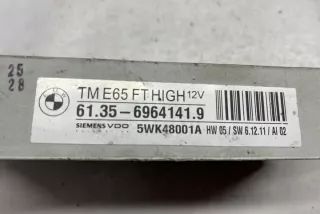 25
28
TM E65 FT HIGH 12V
61.35-6964141.9
SIEMENS VDO 5WK48001A HW 05 / SW 6.12.11 / AI 02